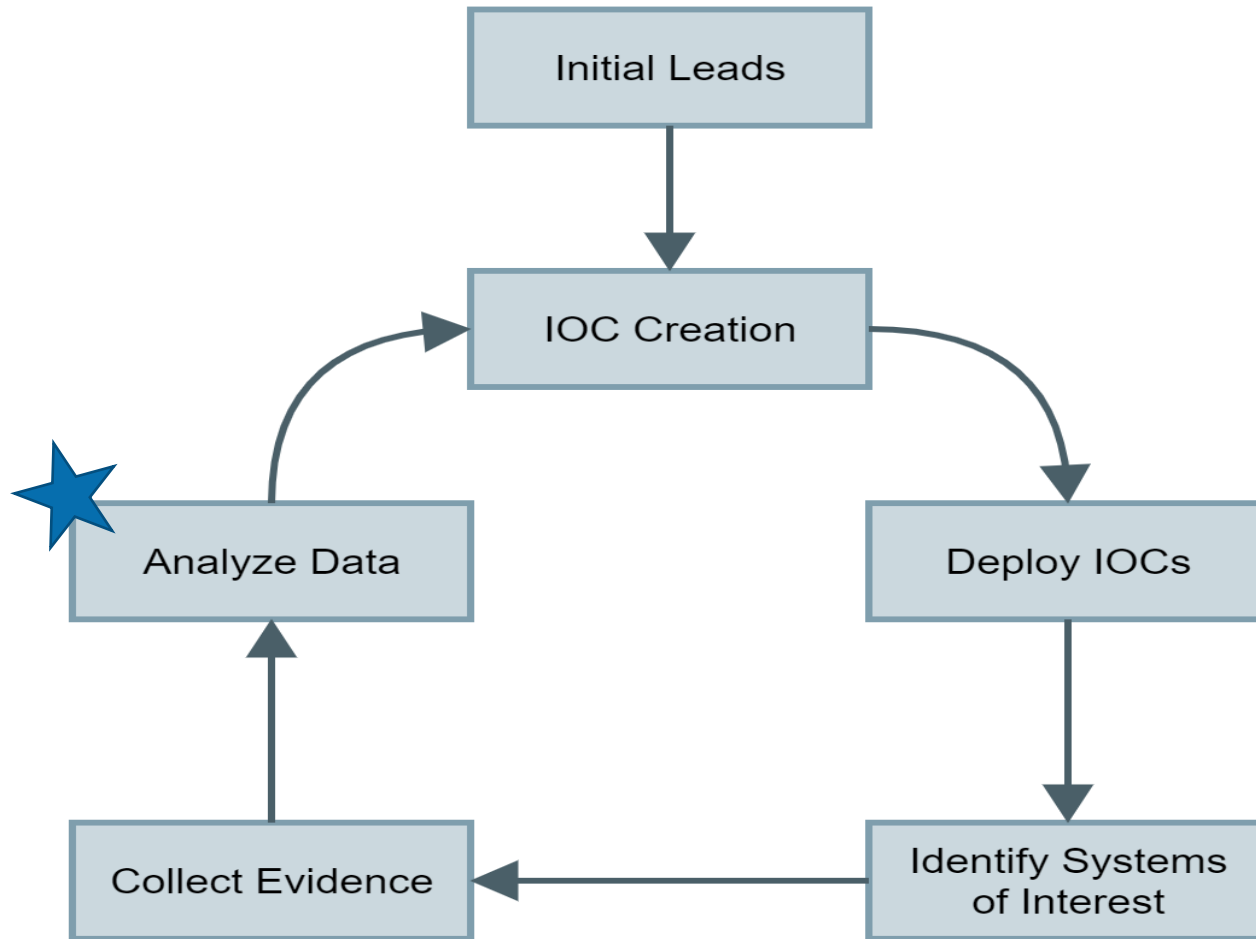 Initial Leads
IOC Creation
Analyze Data
Deploy IOCs
Collect Evidence
Identify Systems
of Interest